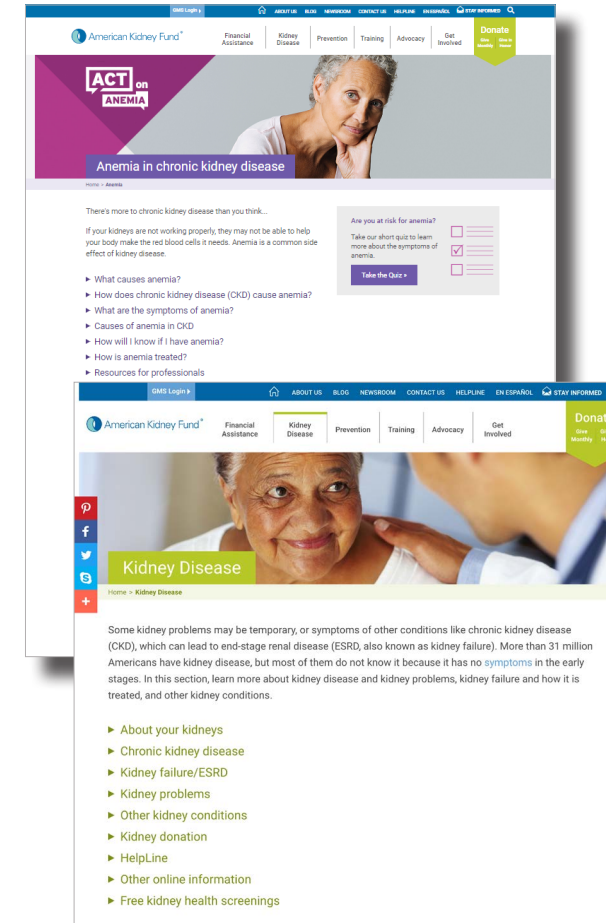 GMS Login
ABOUT US BLOG NEWSROOM CONTACT US HELPLINE EN ESPAÑOL STAY INFORMED
American Kidney Fund®
Financial Assistance
Kidney Disease
Prevention
Training
Advocacy
Get Involved
Donate
Give Monthly
Give in Honor
ACT on
ANEMIA
Anemia in chronic kidney disease
Home > Anemia
There's more to chronic kidney disease than you think...
If your kidneys are not working properly, they may not be able to help
your body make the red blood cells it needs. Anemia is a common side
effect of kidney disease.
What causes anemia?
How does chronic kidney disease (CKD) cause anemia?
What are the symptoms of anemia?
Causes of anemia in CKD
How will I know if I have anemia?
How is anemia treated?
Resources for professionals
Are you at risk for anemia?
Take our short quiz to learn
more about the symptoms of
anemia.
Take the Quiz »
GMS Login
ABOUT US BLOG NEWSROOM CONTACT US HELPLINE EN ESPAÑOL STAY INFORMED
American Kidney Fund®
Financial Assistance
Kidney Disease
Prevention
Training
Advocacy
Get Involved
Donat
Give Monthly
Kidney Disease
Home > Kidney Disease
Some kidney problems may be temporary, or symptoms of other conditions like chronic kidney disease
(CKD), which can lead to end-stage renal disease (ESRD, also known as kidney failure). More than 31 million
Americans have kidney disease, but most of them do not know it because it has no symptoms in the early
stages. In this section, learn more about kidney disease and kidney problems, kidney failure and how it is
treated, and other kidney conditions.
About your kidneys
Chronic kidney disease
Kidney failure/ESRD
Kidney problems
Other kidney conditions
Kidney donation
HelpLine
Other online information
Free kidney health screenings